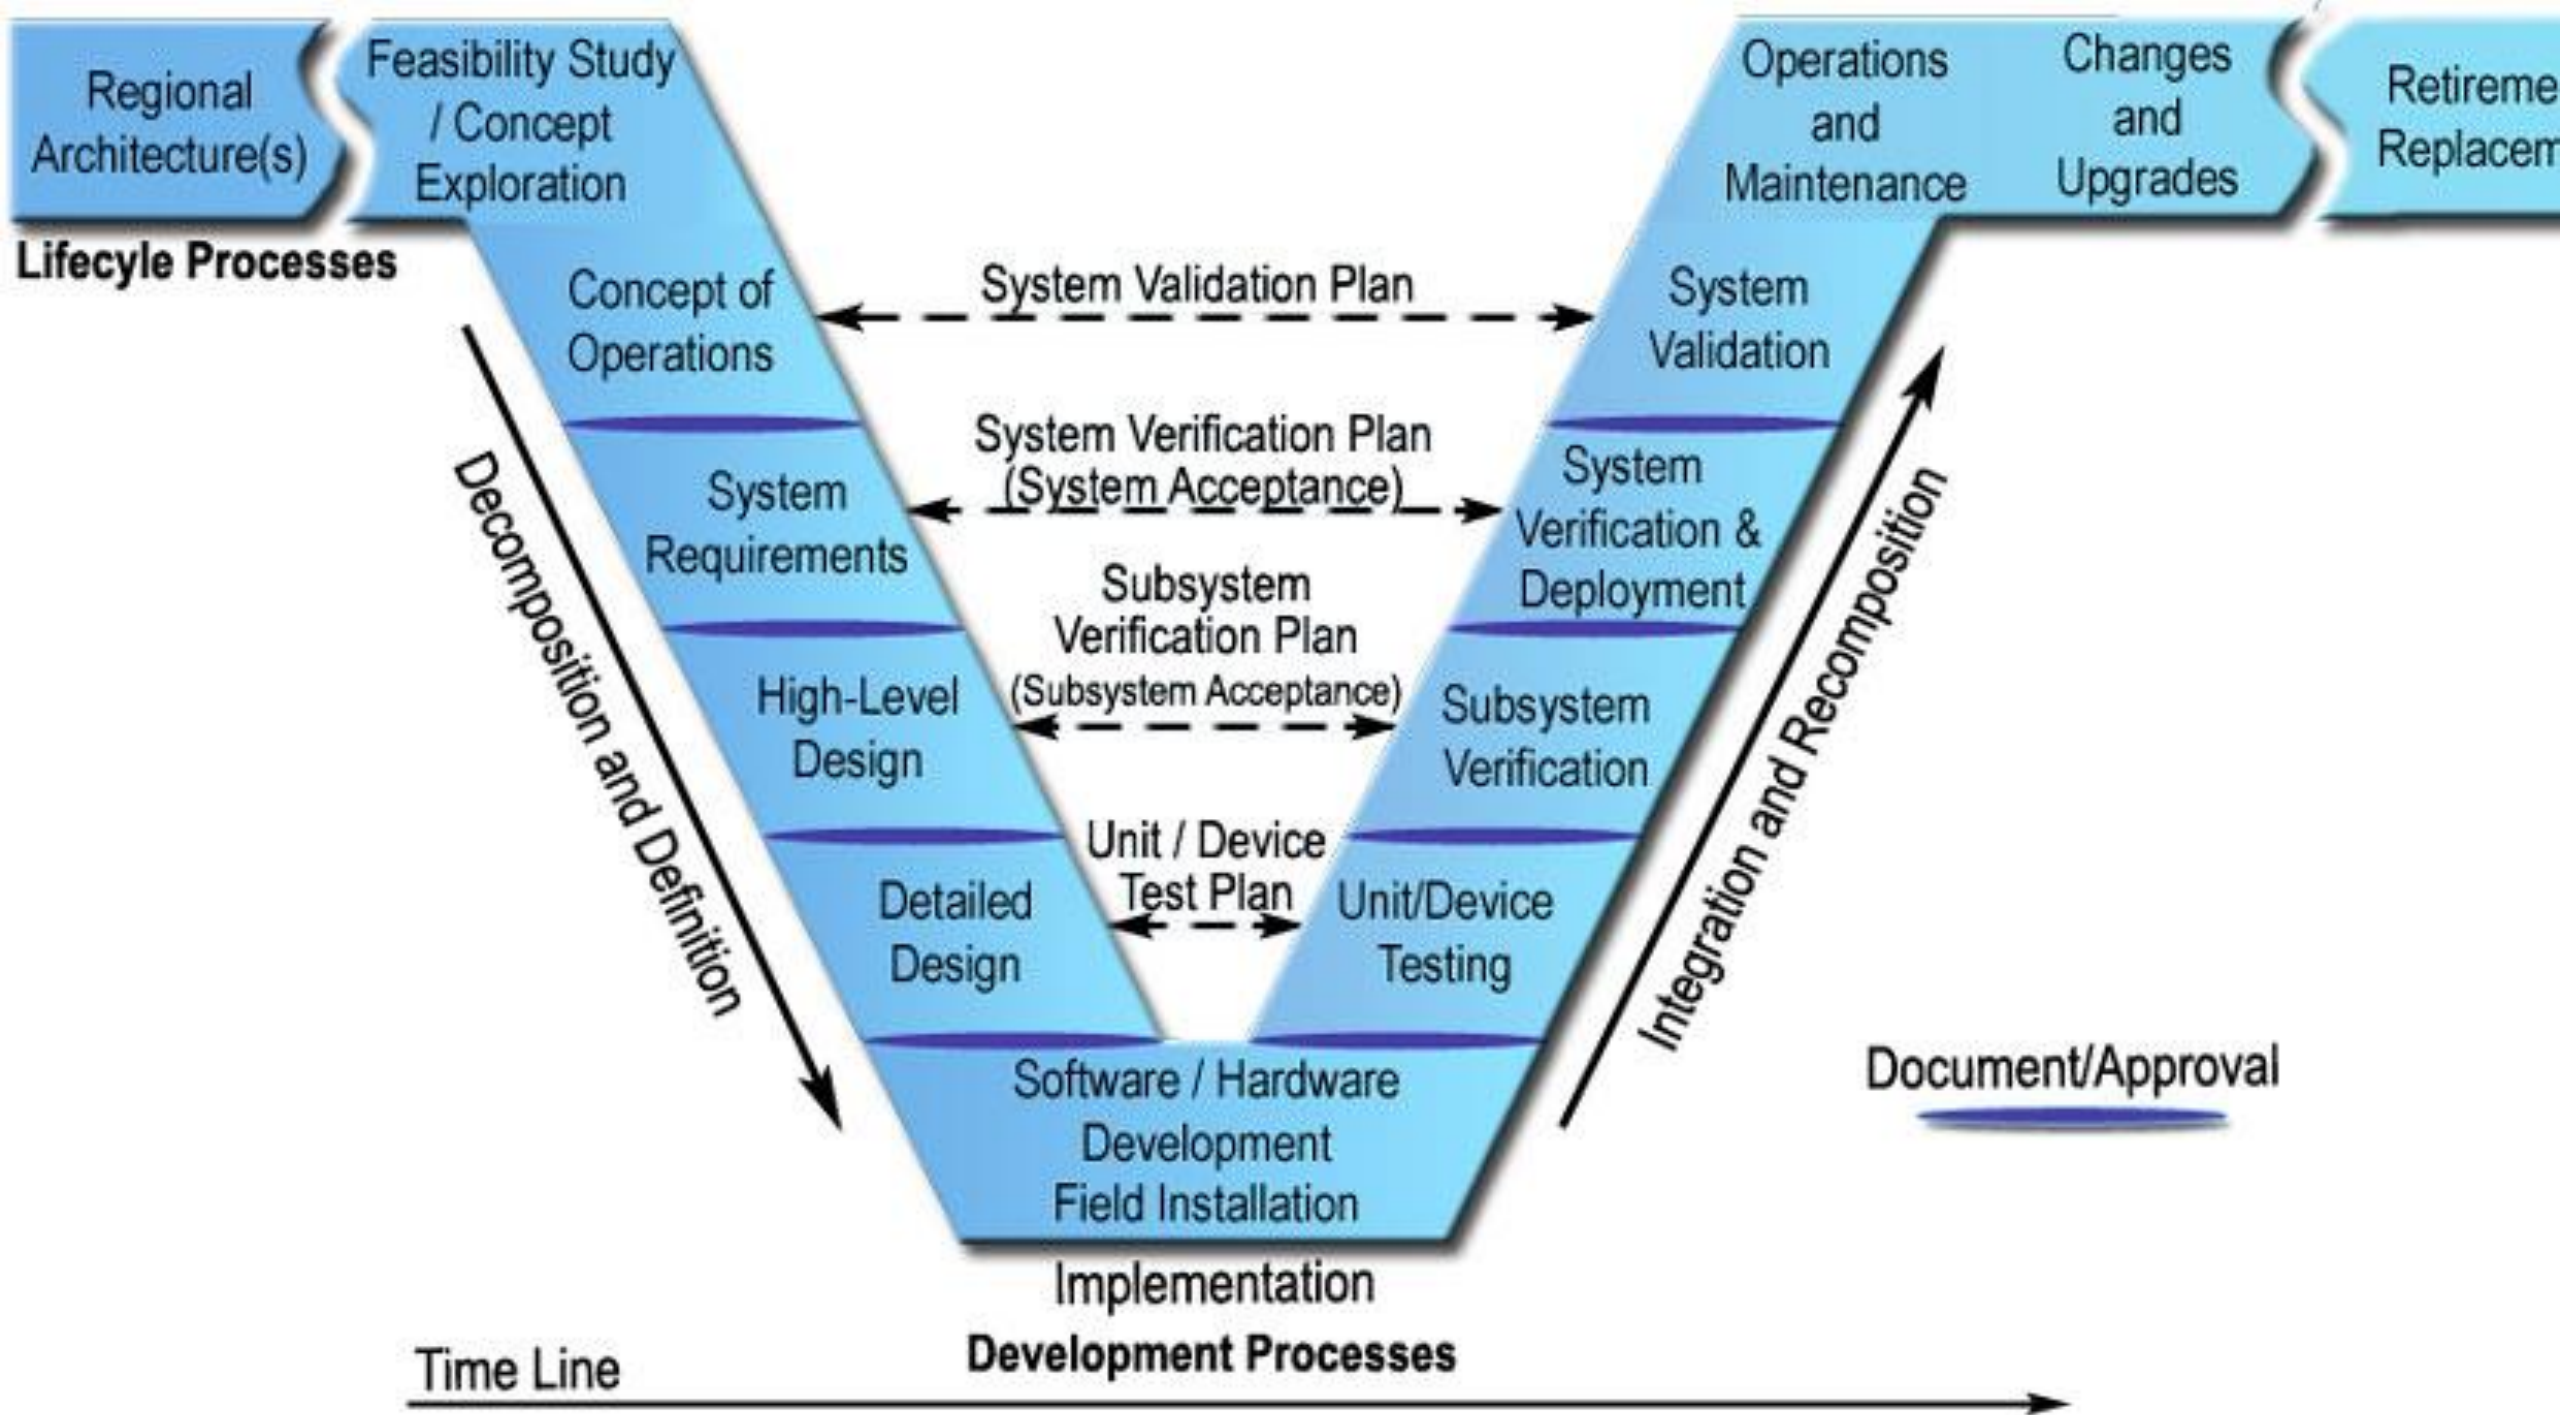 Regional
Architecture(s)
Feasibility Study
/ Concept
Exploration
Operations
and
Maintenance
Changes
and
Upgrades
Lifecyle Processes
Concept of
Operations
System Validation Plan
System
Validation
System Verification Plan
(System Acceptance)
System
Requirements
System
Verification &
Deployment
Subsystem
Verification Plan
(Subsystem Acceptance)
High-Level
Design
Subsystem
Verification
Unit / Device
Test Plan
Detailed
Design
Unit/Device
Testing
Decomposition and Definition
Integration and Recomposition
Software / Hardware
Development
Field Installation
Document/Approval
Implementation
Development Processes
Time Line